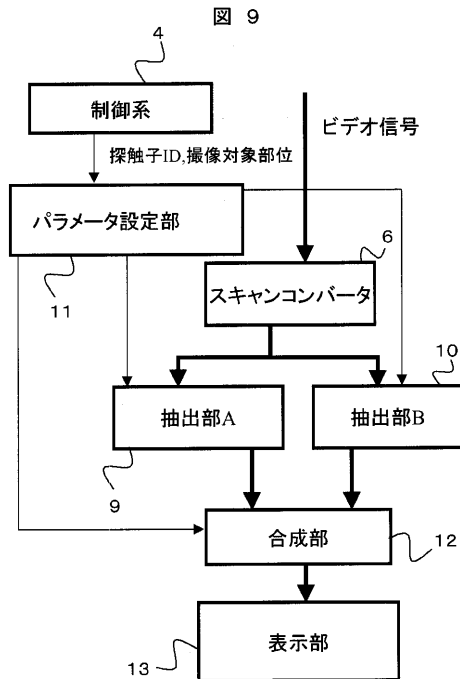 図 9
4
制御系
ビデオ信号
探触子ID,撮像対象部位
パラメータ設定部
11
6
スキャンコンバータ
10
抽出部A
抽出部B
9
合成部
12
表示部
13